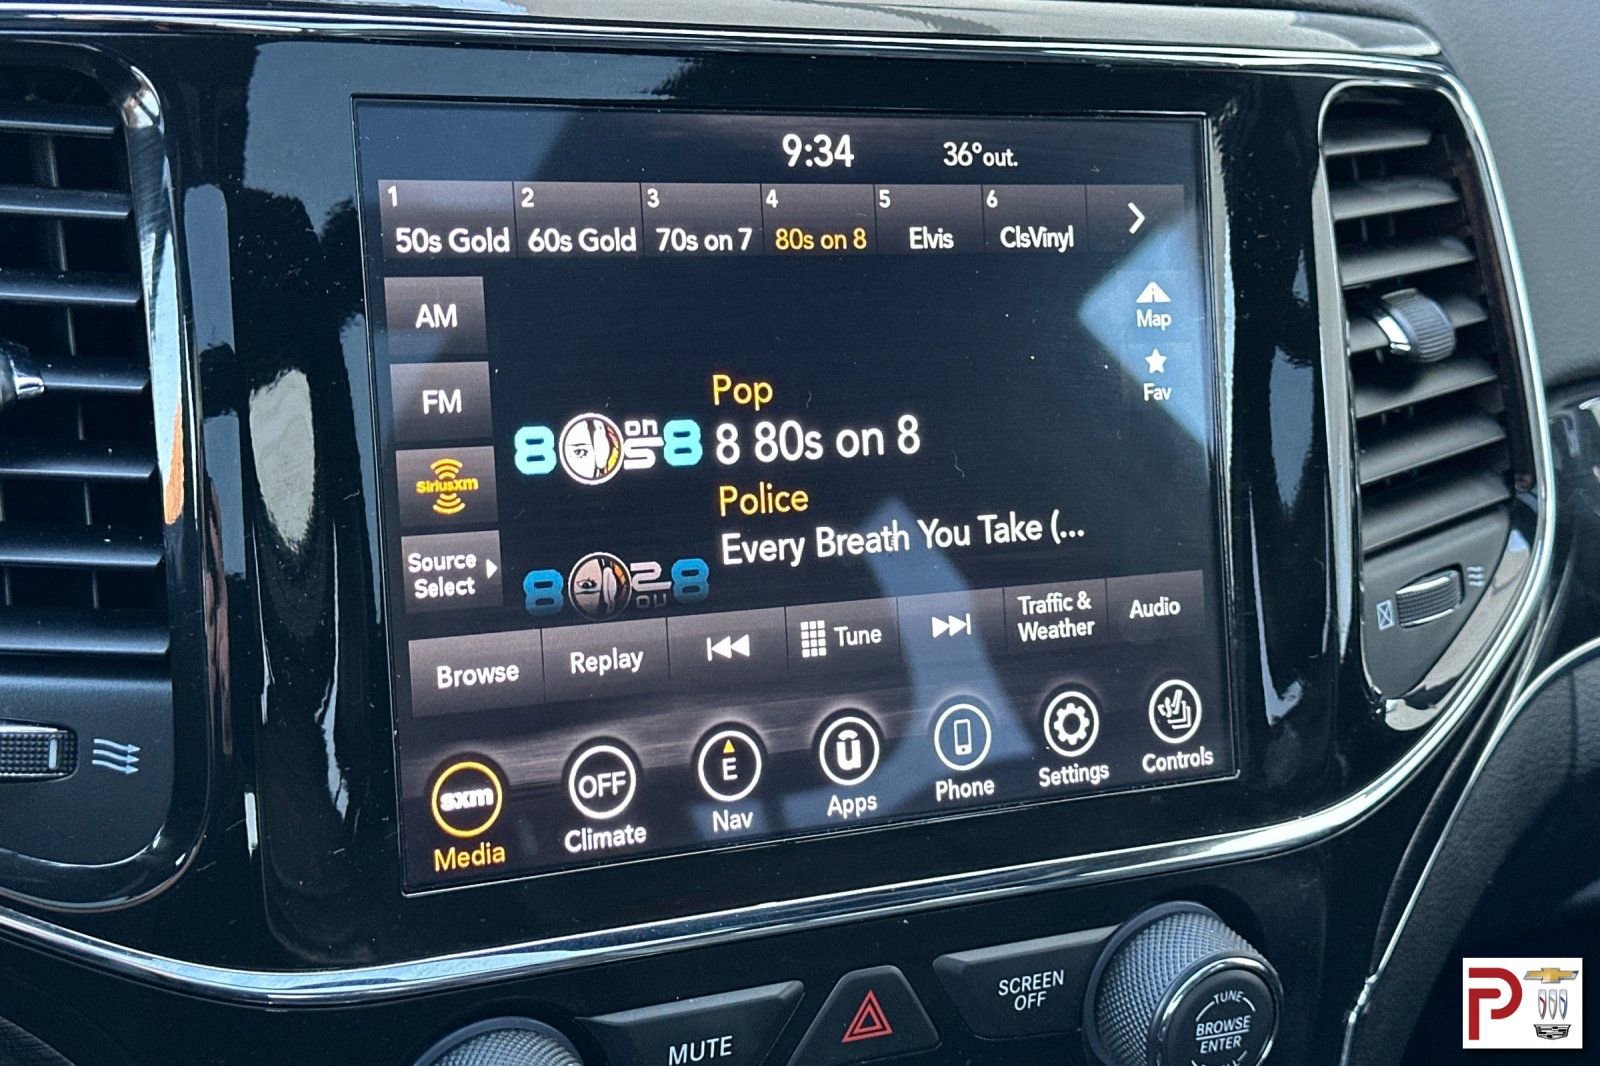 9:34
36° out.
1 2 3 4 5 6
50s Gold 60s Gold 70s on 7 80s on 8 Elvis ClsVinyl
AM
Map
FM
Fav
Pop
80s on 8
8 80s on 8
SiriusXM
Police
Every Breath You Take (...
Source
Select
Browse Replay Tune Traffic &
Weather
Audio
sxm OFF E ü
Media Climate Nav Apps Phone Settings Controls
MUTE
SCREEN
OFF
TUNE
BROWSE
ENTER
P